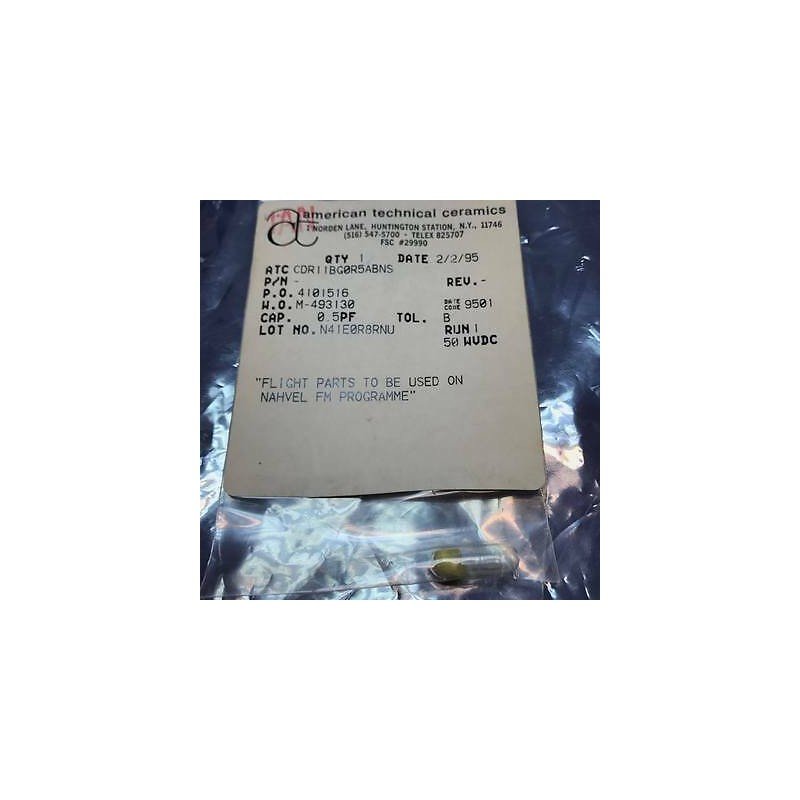 american technical ceramics
1 NORDEN LANE, HUNTINGTON STATION, N.Y., 11746
(516) 547-5700 - TELEX 825707
FSC #29990
QTY 1 DATE 2/2/95
ATC CDR11BG0R5ABNS
P/N - REV. -
P.O. 4101516
W.O. M-493130 DATE CODE 9501
CAP. 0.5PF TOL. B
LOT NO. N41E0R8RNU RUN 1
50 WVDC
"FLIGHT PARTS TO BE USED ON
NAHVEL FM PROGRAMME"